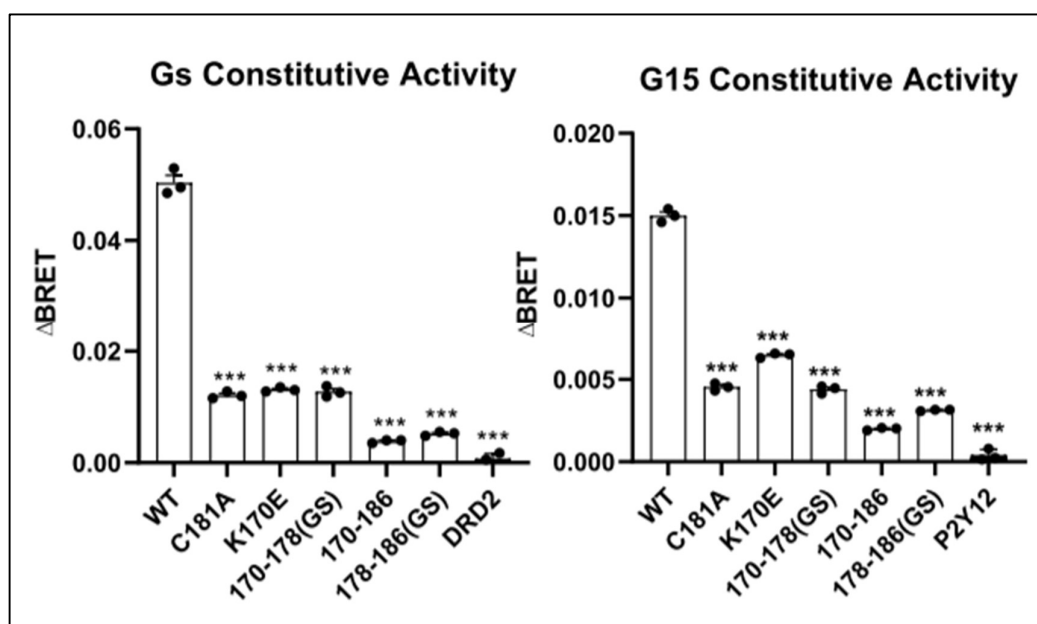 Gs Constitutive Activity
0.06
0.04
0.02
0.00
ΔBRET
***
***
***
***
***
***
WT
C181A
K170E
170-178(GS)
170-186
178-186(GS)
DRD2
G15 Constitutive Activity
0.020
0.015
0.010
0.005
0.000
ΔBRET
***
***
***
***
***
***
WT
C181A
K170E
170-178(GS)
170-186
178-186(GS)
P2Y12